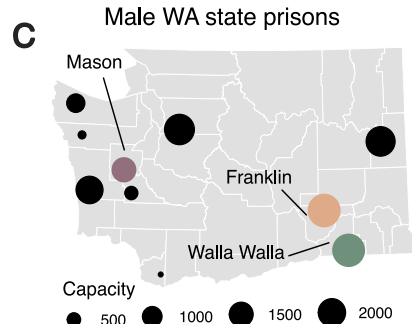 Male WA state prisons
C
Mason
Franklin
Walla Walla
Capacity
500 1000 1500 2000